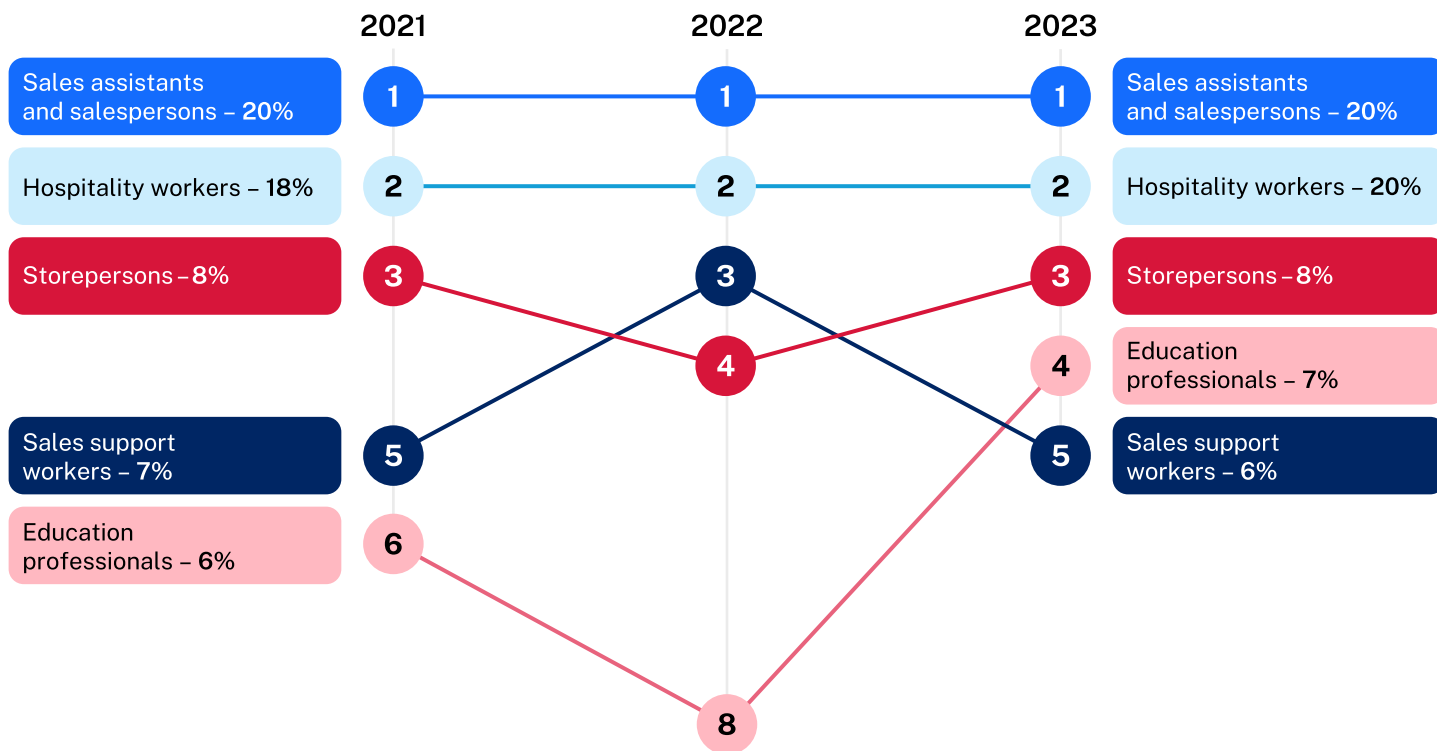 2021 2022 2023
Sales assistants
and salespersons – 20%
1 1 1
Sales assistants
and salespersons – 20%
Hospitality workers – 18%
2 2 2
Hospitality workers – 20%
Storepersons – 8%
3 3 3
Storepersons – 8%
4 4
Education
professionals – 7%
Sales support
workers – 7%
5 5
Sales support
workers – 6%
Education
professionals – 6%
6
8